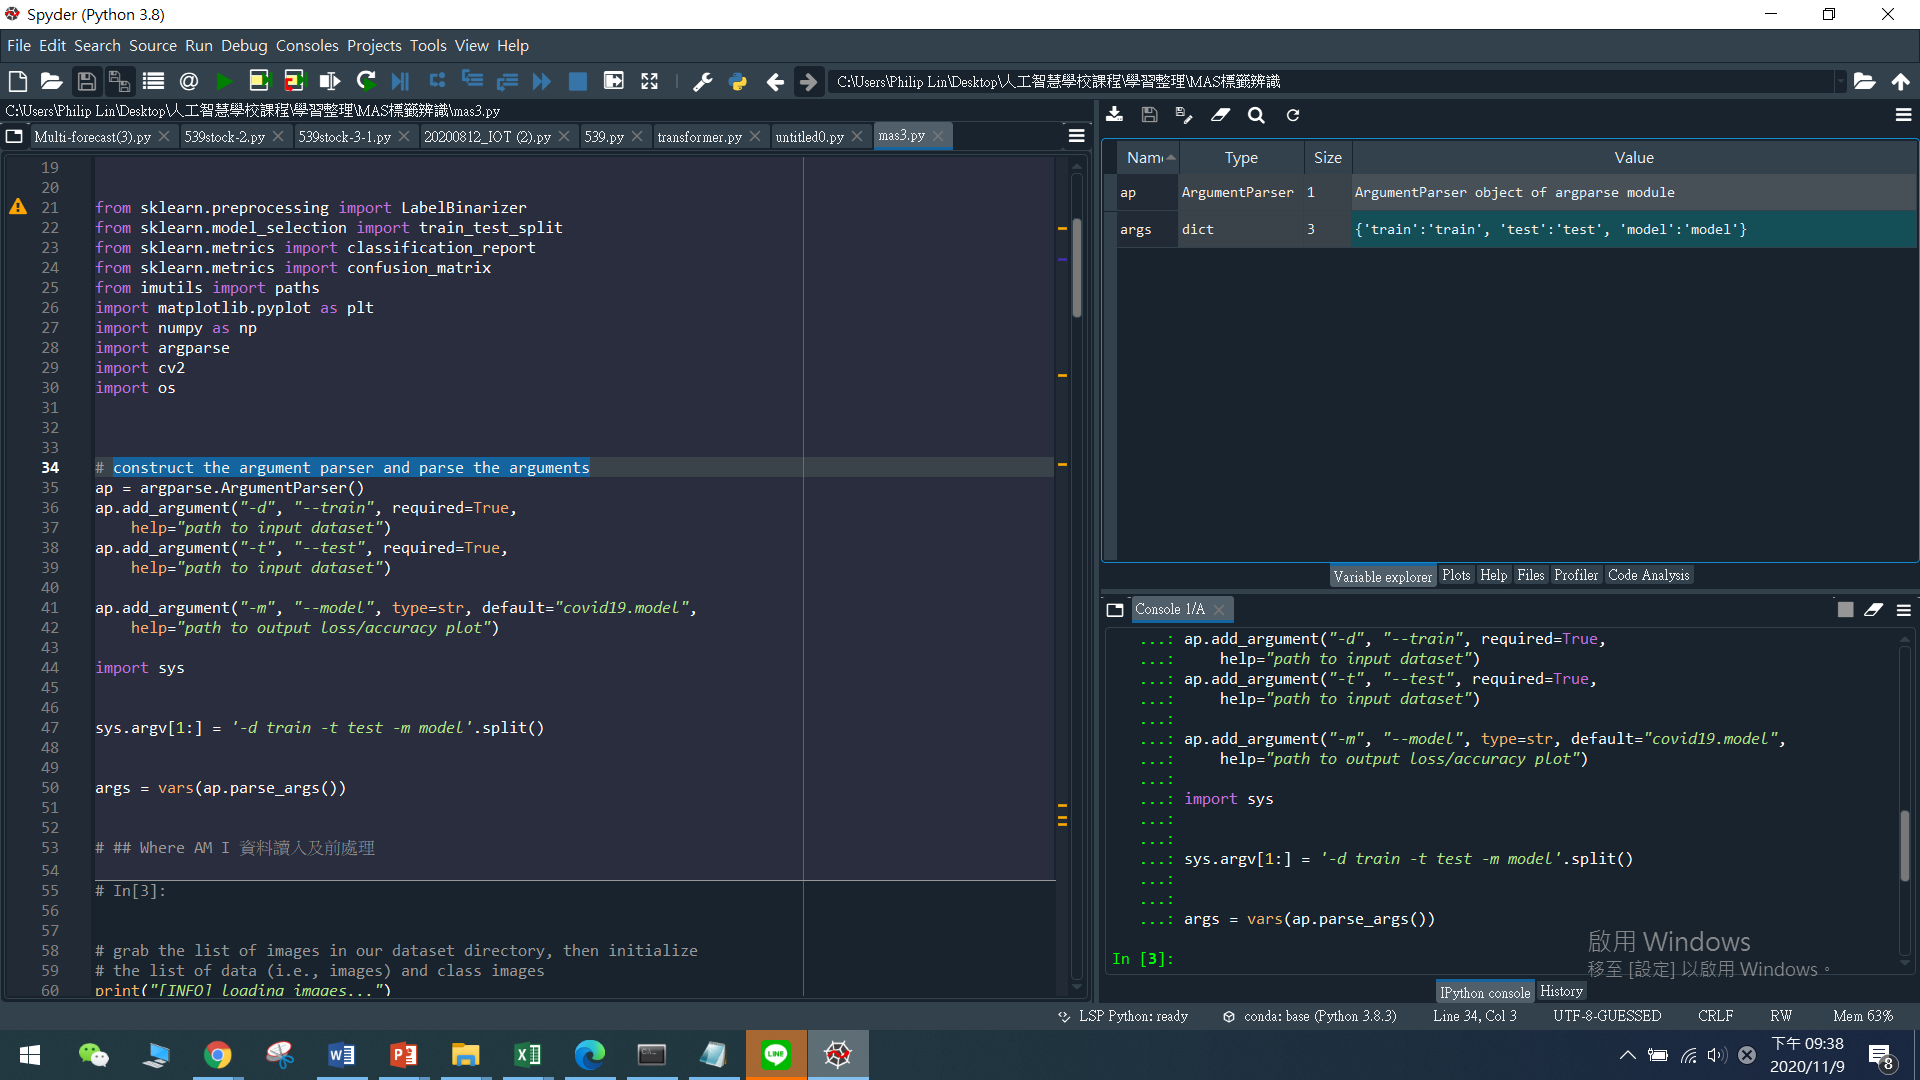 Spyder (Python 3.8)
File Edit Search Source Run Debug Consoles Projects Tools View Help
C:\Users\Philip Lin\Desktop\人工智慧學校課程\學習整理\MAS標籤辨識
C:\Users\Philip Lin\Desktop\人工智慧學校課程\學習整理\MAS標籤辨識\mas3.py
Multi-forecast(3).py 539stock-2.py 539stock-3-1.py 20200812_IOT (2).py 539.py transformer.py untitled0.py mas3.py
19
20
21 from sklearn.preprocessing import LabelBinarizer
22 from sklearn.model_selection import train_test_split
23 from sklearn.metrics import classification_report
24 from sklearn.metrics import confusion_matrix
25 from imutils import paths
26 import matplotlib.pyplot as plt
27 import numpy as np
28 import argparse
29 import cv2
30 import os
31
32
33
34 # construct the argument parser and parse the arguments
35 ap = argparse.ArgumentParser()
36 ap.add_argument("-d", "--train", required=True,
37 help="path to input dataset")
38 ap.add_argument("-t", "--test", required=True,
39 help="path to input dataset")
40
41 ap.add_argument("-m", "--model", type=str, default="covid19.model",
42 help="path to output loss/accuracy plot")
43
44 import sys
45
46
47 sys.argv[1:] = '-d train -t test -m model'.split()
48
49
50 args = vars(ap.parse_args())
51
52
53 # ## Where AM I 資料讀入及前處理
54
55 # In[3]:
56
57
58 # grab the list of images in our dataset directory, then initialize
59 # the list of data (i.e., images) and class images
60 print("[INFO] loading images...")
Name Type Size Value
ap ArgumentParser 1 ArgumentParser object of argparse module
args dict 3 {'train':'train', 'test':'test', 'model':'model'}
Variable explorer Plots Help Files Profiler Code Analysis
Console 1/A
...: ap.add_argument("-d", "--train", required=True,
...: help="path to input dataset")
...: ap.add_argument("-t", "--test", required=True,
...: help="path to input dataset")
...:
...: ap.add_argument("-m", "--model", type=str, default="covid19.model",
...: help="path to output loss/accuracy plot")
...:
...: import sys
...:
...:
...: sys.argv[1:] = '-d train -t test -m model'.split()
...:
...:
...: args = vars(ap.parse_args())
In [3]:
啟用 Windows
移至 [設定] 以啟用 Windows。
IPython console History
LSP Python: ready conda: base (Python 3.8.3) Line 34, Col 3 UTF-8-GUESSED CRLF RW Mem 63%
下午 09:38
2020/11/9
8